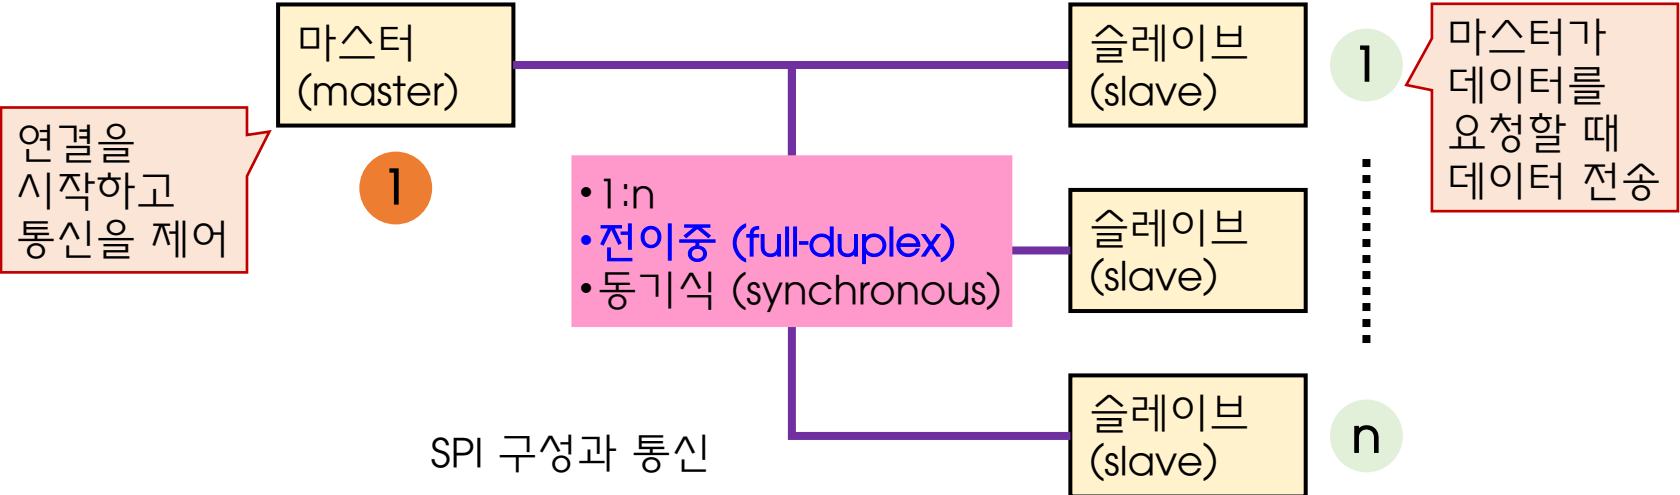 마스터
(master)
연결을
시작하고
통신을 제어
1
• 1:n
• 전이중 (full-duplex)
• 동기식 (synchronous)
슬레이브
(slave)
1
마스터가
데이터를
요청할 때
데이터 전송
슬레이브
(slave)
슬레이브
(slave)
n
SPI 구성과 통신